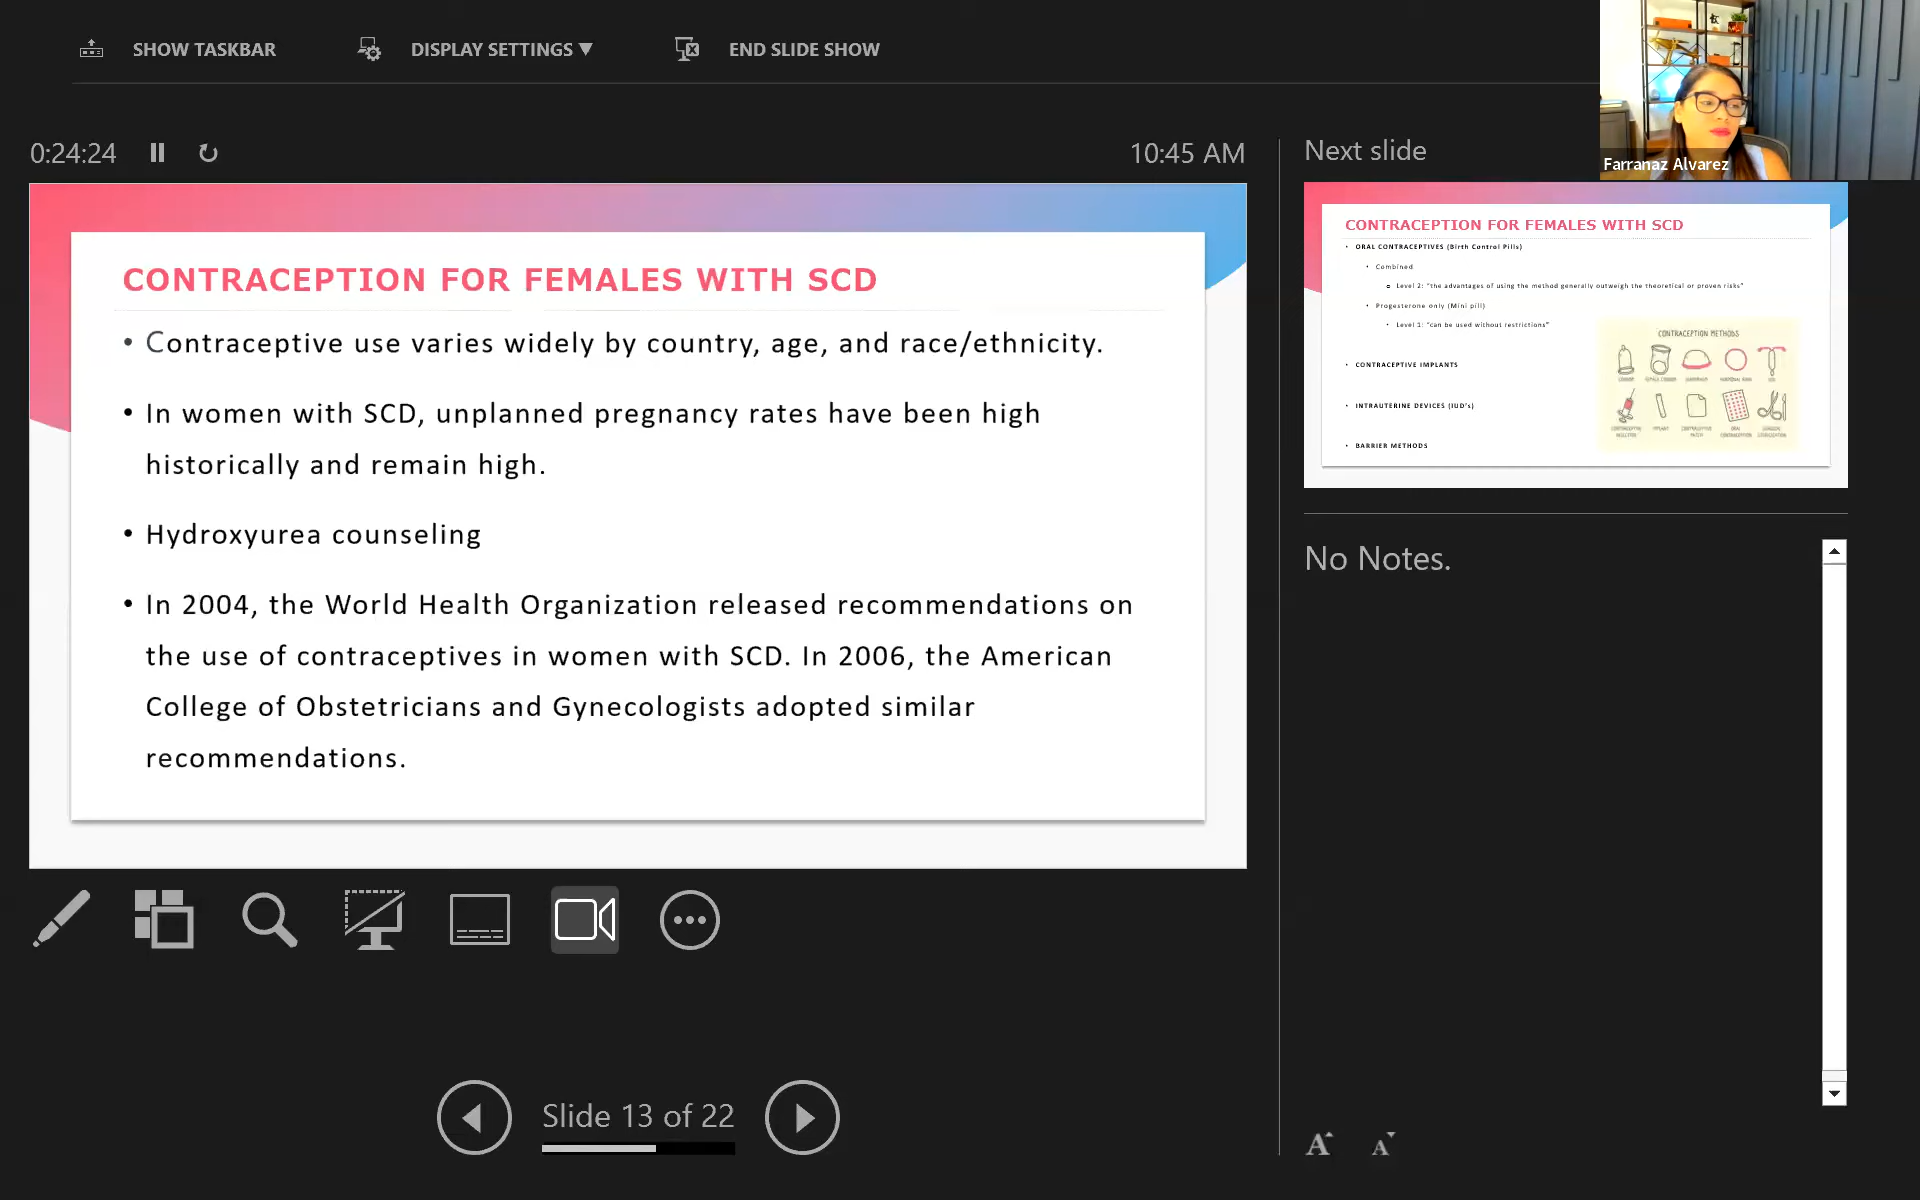 SHOW TASKBAR
DISPLAY SETTINGS ▼
END SLIDE SHOW
Farranaz Alvarez
0:24:24
10:45 AM
CONTRACEPTION FOR FEMALES WITH SCD
• Contraceptive use varies widely by country, age, and race/ethnicity.
• In women with SCD, unplanned pregnancy rates have been high
historically and remain high.
• Hydroxyurea counseling
• In 2004, the World Health Organization released recommendations on
the use of contraceptives in women with SCD. In 2006, the American
College of Obstetricians and Gynecologists adopted similar
recommendations.
Slide 13 of 22
Next slide
CONTRACEPTION FOR FEMALES WITH SCD
• ORAL CONTRACEPTIVES (Birth Control Pills)
• Combined
o Level 2: "the advantages of using the method generally outweigh the theoretical or proven risks"
• Progesterone only (Mini pill)
• Level 1: "can be used without restrictions"
• CONTRACEPTIVE IMPLANTS
• INTRAUTERINE DEVICES (IUD's)
• BARRIER METHODS
CONTRACEPTION METHODS
No Notes.
A A